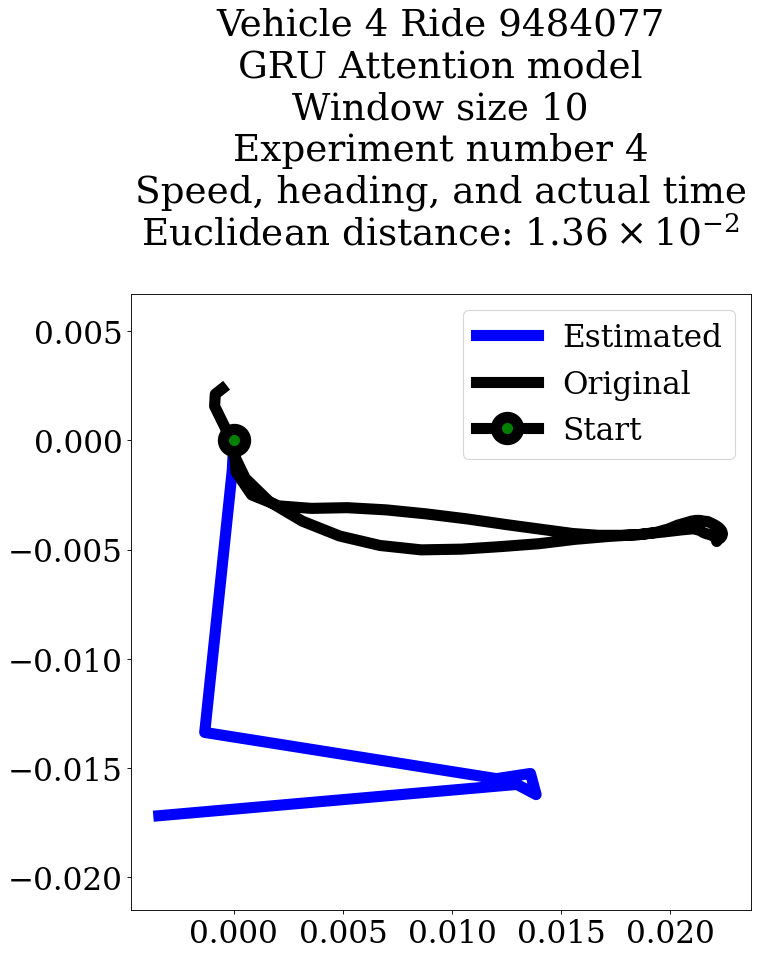 Vehicle 4 Ride 9484077
GRU Attention model
Window size 10
Experiment number 4
Speed, heading, and actual time
Euclidean distance: 1.36 × 10⁻²
Estimated
Original
Start
0.005
0.000
−0.005
−0.010
−0.015
−0.020
0.000 0.005 0.010 0.015 0.020